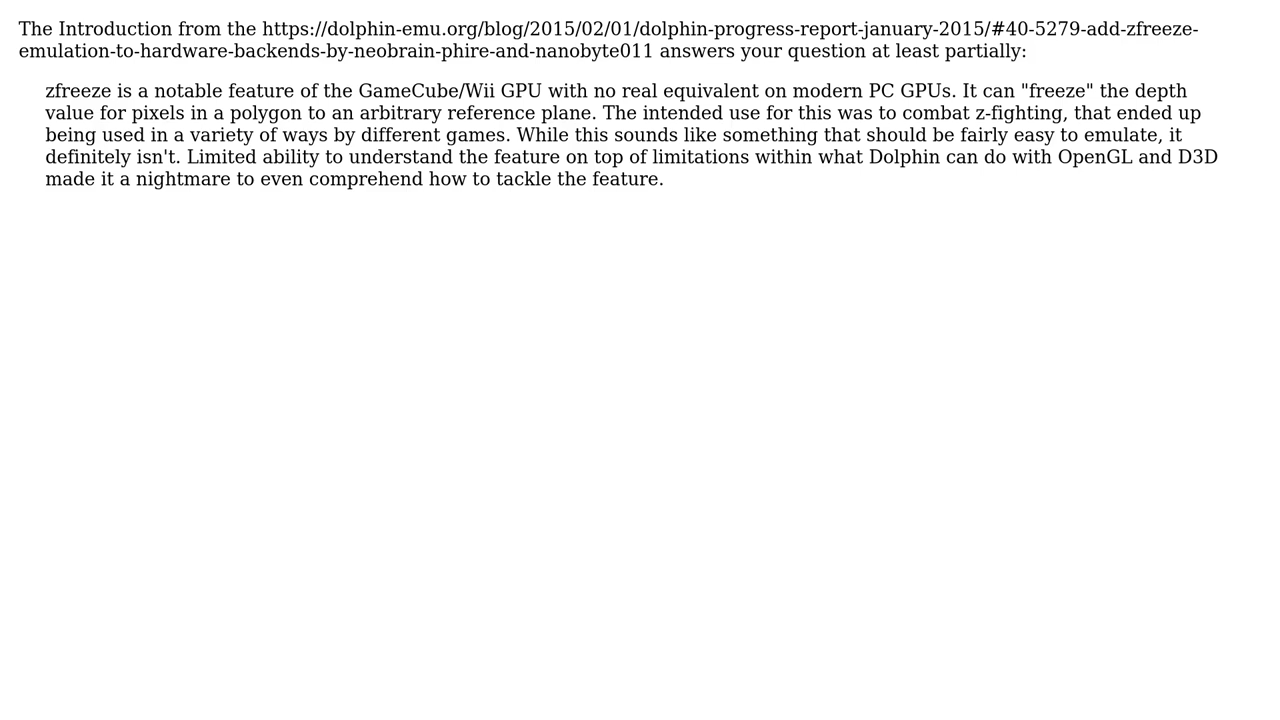 The Introduction from the https://dolphin-emu.org/blog/2015/02/01/dolphin-progress-report-january-2015/#40-5279-add-zfreeze-
emulation-to-hardware-backends-by-neobrain-phire-and-nanobyte011 answers your question at least partially:
zfreeze is a notable feature of the GameCube/Wii GPU with no real equivalent on modern PC GPUs. It can "freeze" the depth
value for pixels in a polygon to an arbitrary reference plane. The intended use for this was to combat z-fighting, that ended up
being used in a variety of ways by different games. While this sounds like something that should be fairly easy to emulate, it
definitely isn't. Limited ability to understand the feature on top of limitations within what Dolphin can do with OpenGL and D3D
made it a nightmare to even comprehend how to tackle the feature.